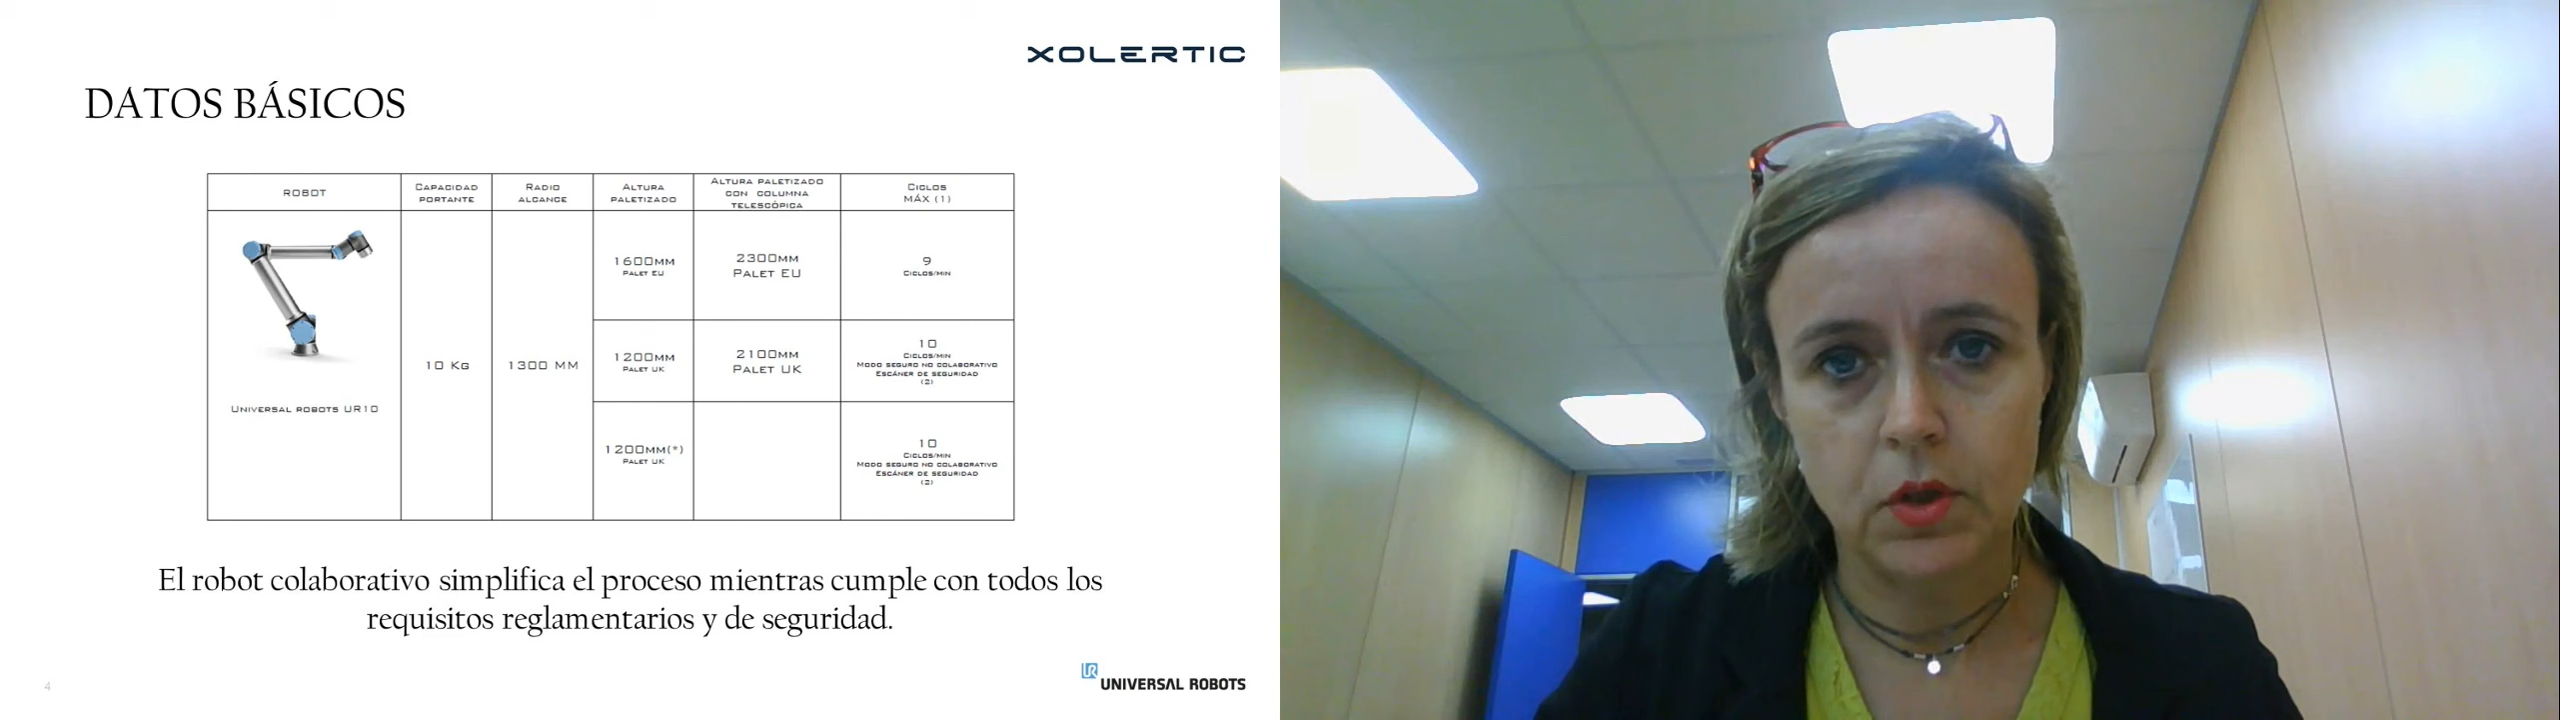 XOLERTIC
DATOS BÁSICOS
ROBOT
CAPACIDAD
PORTANTE
RADIO
ALCANCE
ALTURA
PALETIZADO
ALTURA PALETIZADO
CON COLUMNA
TELESCÓPICA
CICLOS
MÁX (1)
UNIVERSAL ROBOTS UR10
10 KG
1300 MM
1600MM
PALET EU
2300MM
PALET EU
9
CICLOS/MIN
1200MM
PALET UK
2100MM
PALET UK
10
CICLOS/MIN
MODO SEGURO NO COLABORATIVO
ESCÁNER DE SEGURIDAD
(2)
1200MM(*)
PALET UK
10
CICLOS/MIN
MODO SEGURO NO COLABORATIVO
ESCÁNER DE SEGURIDAD
(2)
El robot colaborativo simplifica el proceso mientras cumple con todos los
requisitos reglamentarios y de seguridad.
4
UR
UNIVERSAL ROBOTS